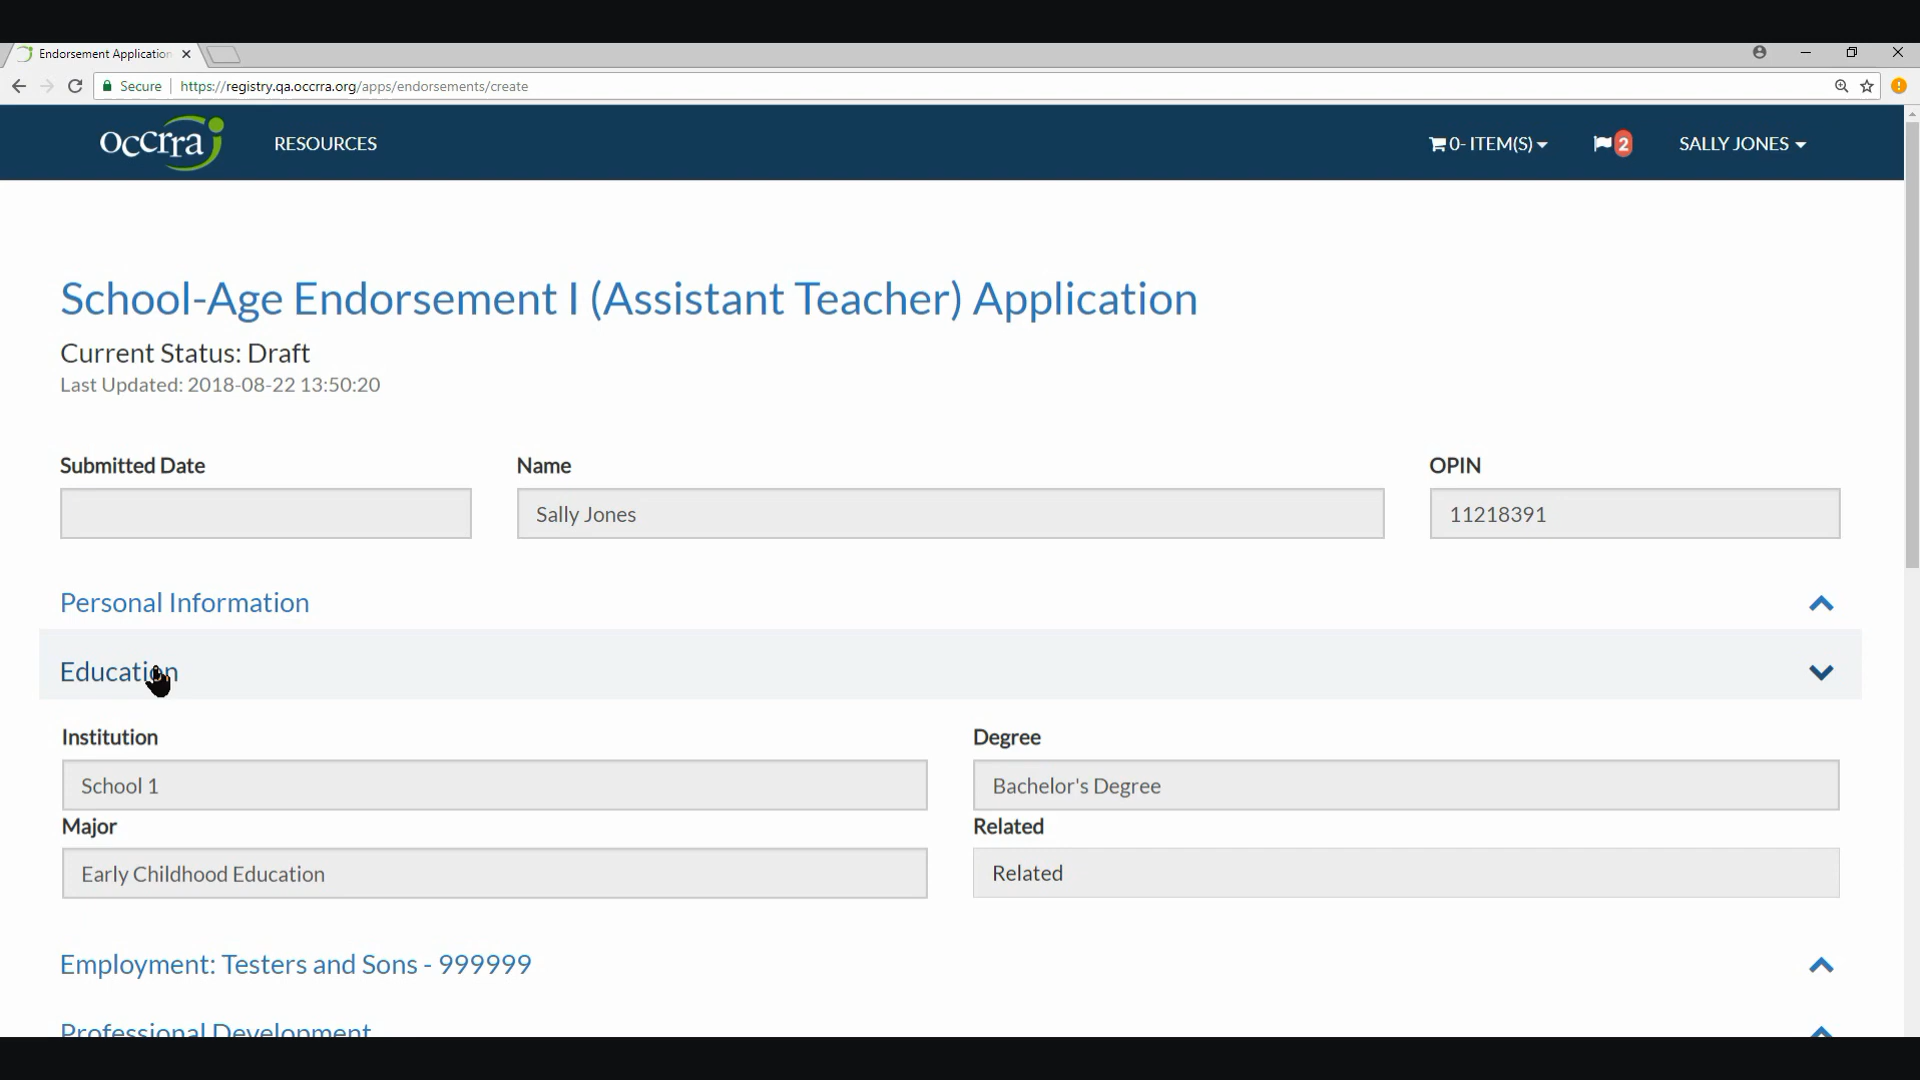 Endorsement Application
Secure https://registry.qa.occrra.org/apps/endorsements/create
occrra RESOURCES 0- ITEM(S) 2 SALLY JONES
School-Age Endorsement I (Assistant Teacher) Application
Current Status: Draft
Last Updated: 2018-08-22 13:50:20
Submitted Date Name OPIN
Sally Jones 11218391
Personal Information
Education
Institution Degree
School 1 Bachelor's Degree
Major Related
Early Childhood Education Related
Employment: Testers and Sons - 999999
Professional Development